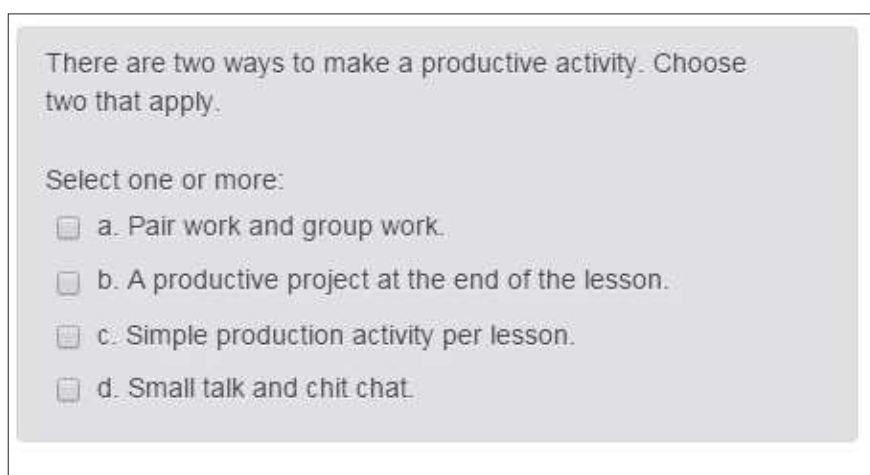 There are two ways to make a productive activity. Choose
two that apply.
Select one or more:
a. Pair work and group work.
b. A productive project at the end of the lesson.
c. Simple production activity per lesson.
d. Small talk and chit chat.